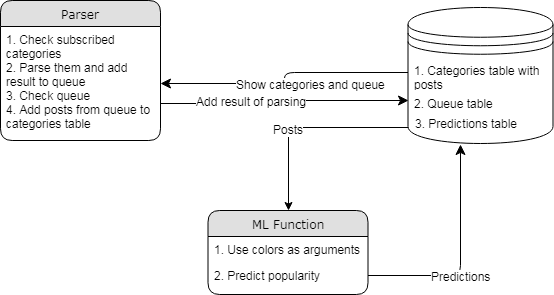 Parser
1. Check subscribed
categories
2. Parse them and add
result to queue
3. Check queue
4. Add posts from queue to
categories table
Show categories and queue
Add result of parsing
1. Categories table with
posts
2. Queue table
3. Predictions table
Posts
ML Function
1. Use colors as arguments
2. Predict popularity
Predictions